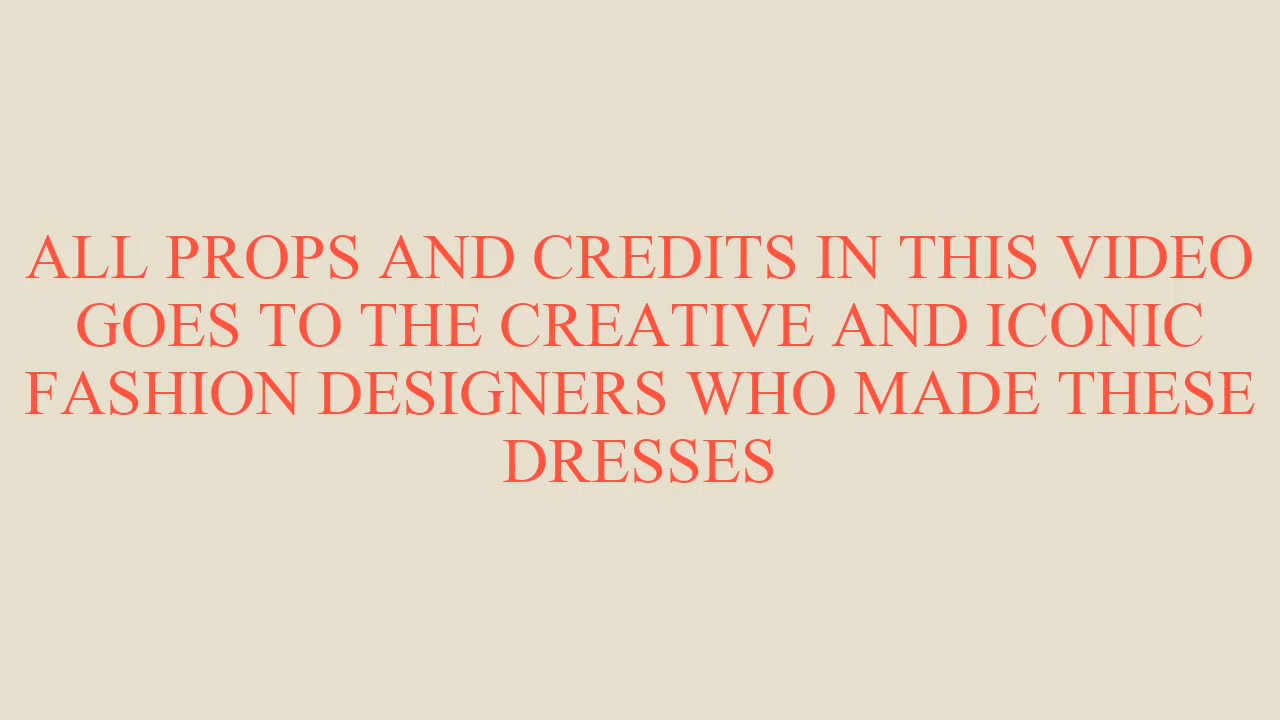 ALL PROPS AND CREDITS IN THIS VIDEO
GOES TO THE CREATIVE AND ICONIC
FASHION DESIGNERS WHO MADE THESE
DRESSES